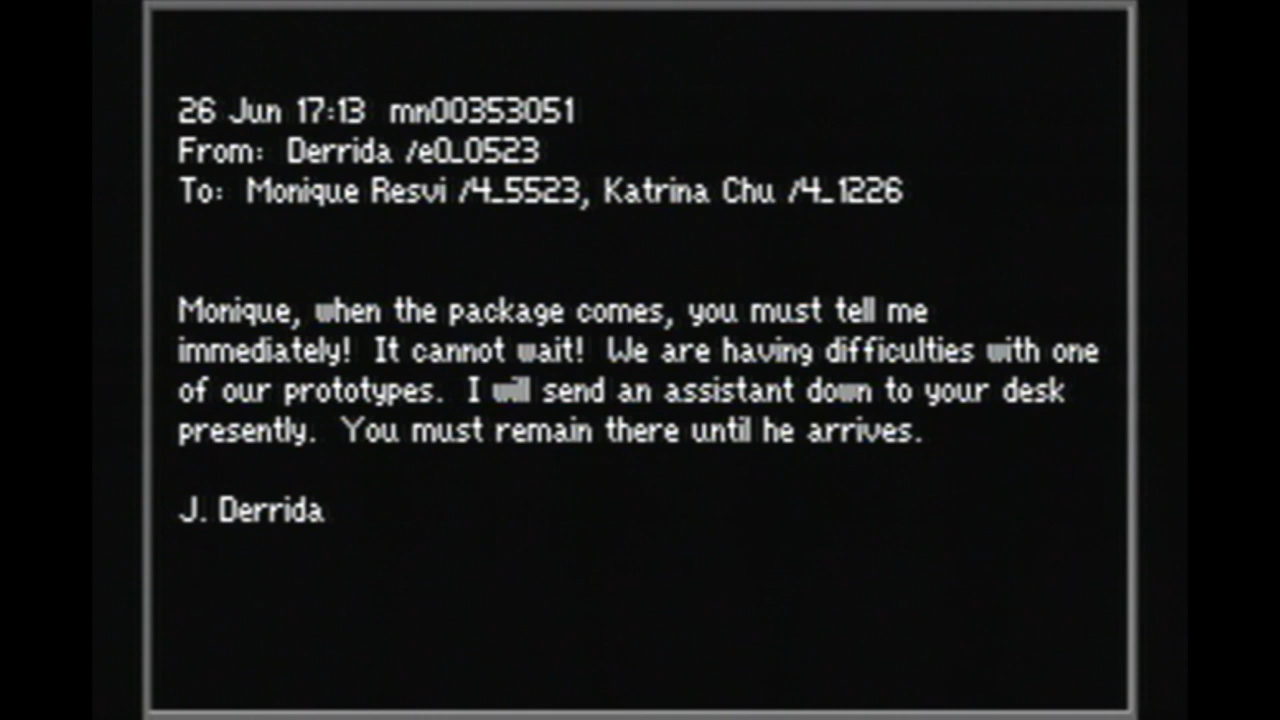 26 Jun 17:13  mn00353051
From:  Derrida /e0_0523
To:  Monique Resvi /4_5523, Katrina Chu /4_1226
Monique, when the package comes, you must tell me
immediately!  It cannot wait!  We are having difficulties with one
of our prototypes.  I will send an assistant down to your desk
presently.  You must remain there until he arrives.
J. Derrida